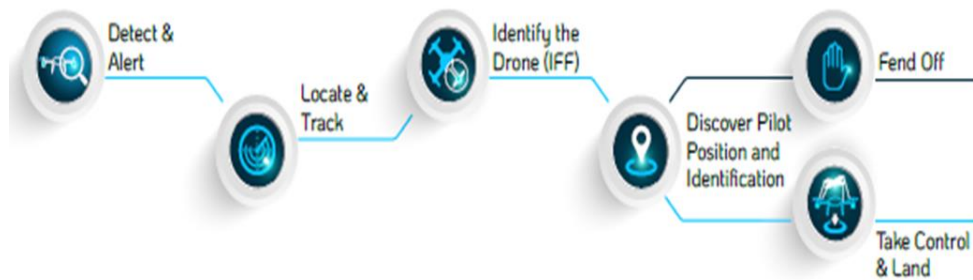 Detect &
Alert
Locate &
Track
Identify the
Drone (IFF)
Discover Pilot
Position and
Identification
Fend Off
Take Control
& Land